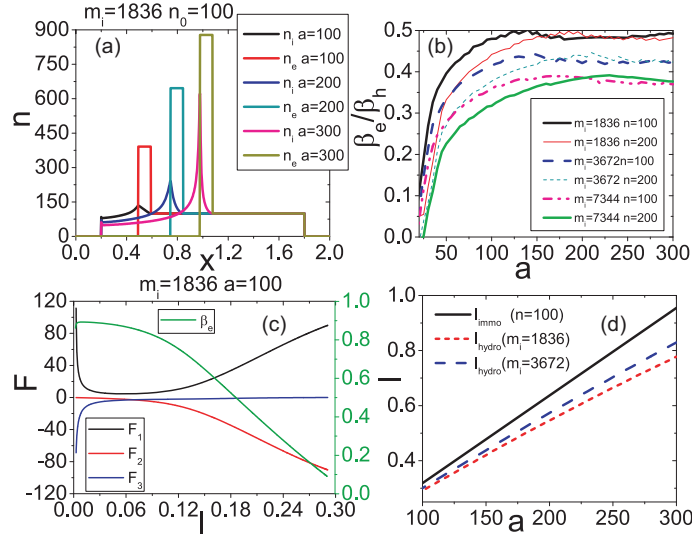 m_i=1836 n_0=100
(a)
n_i a=100
n_e a=100
n_i a=200
n_e a=200
n_i a=300
n_e a=300
n
900
750
600
450
300
150
0
0.0 0.4 0.8 1.2 1.6 2.0
x
(b)
β_e/β_h
0.5
0.4
0.3
0.2
0.1
0.0
m_i=1836 n=100
m_i=1836 n=200
m_i=3672n=100
m_i=3672 n=200
m_i=7344 n=100
m_i=7344 n=200
50 100 150 200 250 300
a
m_i=1836 a=100
(c)
β_e
F
120
80
40
0
-40
-80
-120
1.0
0.8
0.6
0.4
0.2
0.0
F_1
F_2
F_3
0.00 0.06 0.12 0.18 0.24 0.30
l
(d)
l_immo (n=100)
l_hydro(m_i=1836)
l_hydro(m_i=3672)
l
1.0
0.8
0.6
0.4
100 150 200 250 300
a